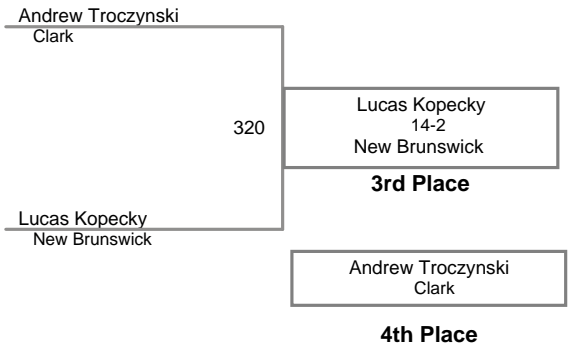 Andrew Troczynski
Clark
320
Lucas Kopecky
14-2
New Brunswick
3rd Place
Lucas Kopecky
New Brunswick
Andrew Troczynski
Clark
4th Place